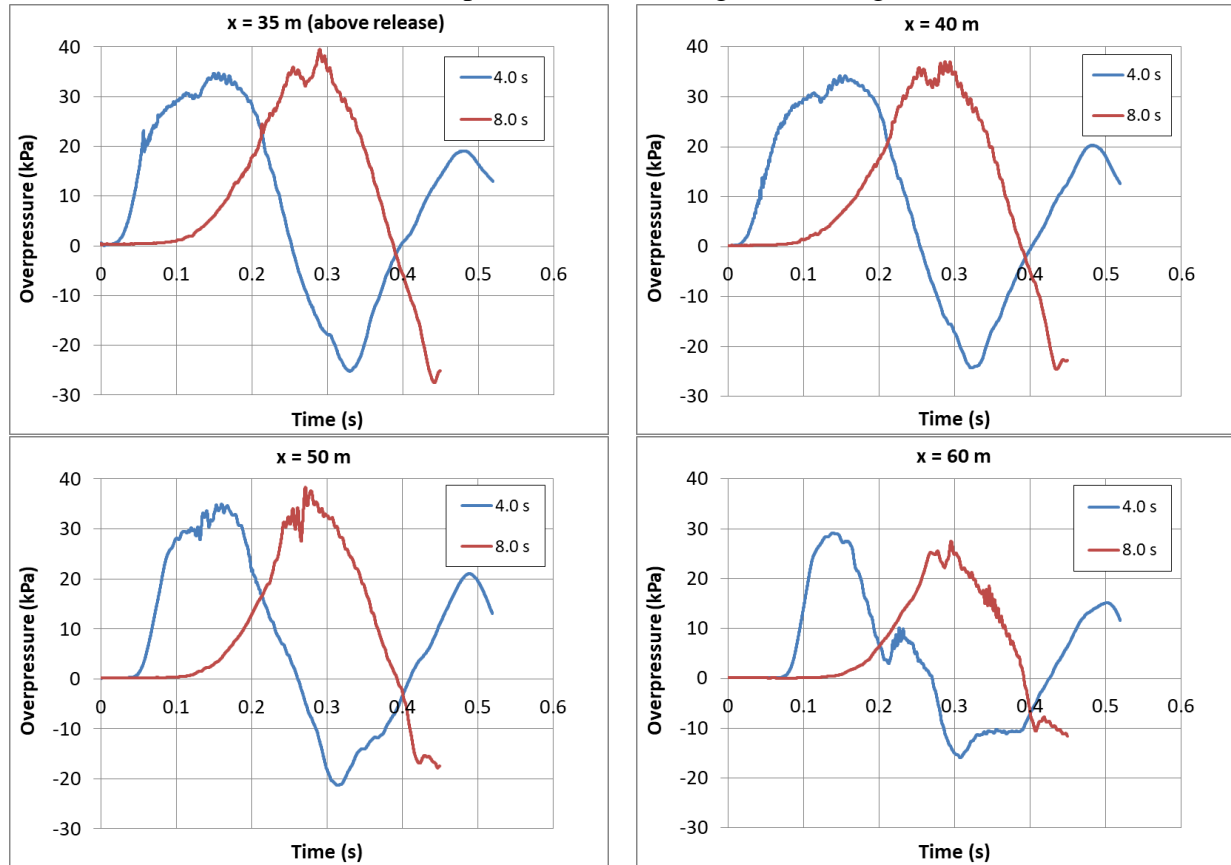 x = 35 m (above release)
40
30
20
10
0
-10
-20
-30
Overpressure (kPa)
0 0.1 0.2 0.3 0.4 0.5 0.6
Time (s)
4.0 s
8.0 s
x = 40 m
40
30
20
10
0
-10
-20
-30
Overpressure (kPa)
0 0.1 0.2 0.3 0.4 0.5 0.6
Time (s)
4.0 s
8.0 s
x = 50 m
40
30
20
10
0
-10
-20
-30
Overpressure (kPa)
0 0.1 0.2 0.3 0.4 0.5 0.6
Time (s)
4.0 s
8.0 s
x = 60 m
40
30
20
10
0
-10
-20
-30
Overpressure (kPa)
0 0.1 0.2 0.3 0.4 0.5 0.6
Time (s)
4.0 s
8.0 s